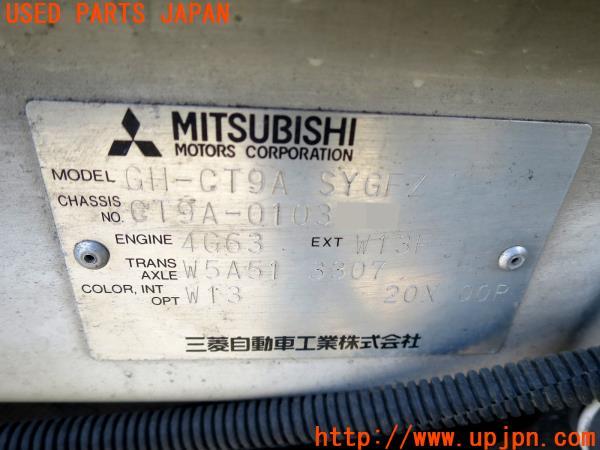 USED PARTS JAPAN
MITSUBISHI
MOTORS CORPORATION
MODEL GH-CT9A SYGFZ
CHASSIS NO. CT9A-0103
ENGINE 4G63 EXT W13
TRANS AXLE W5A51 3307
COLOR, INT OPT W13 20X 00P
三菱自動車工業株式会社
U.P.J http://www.upjpn.com